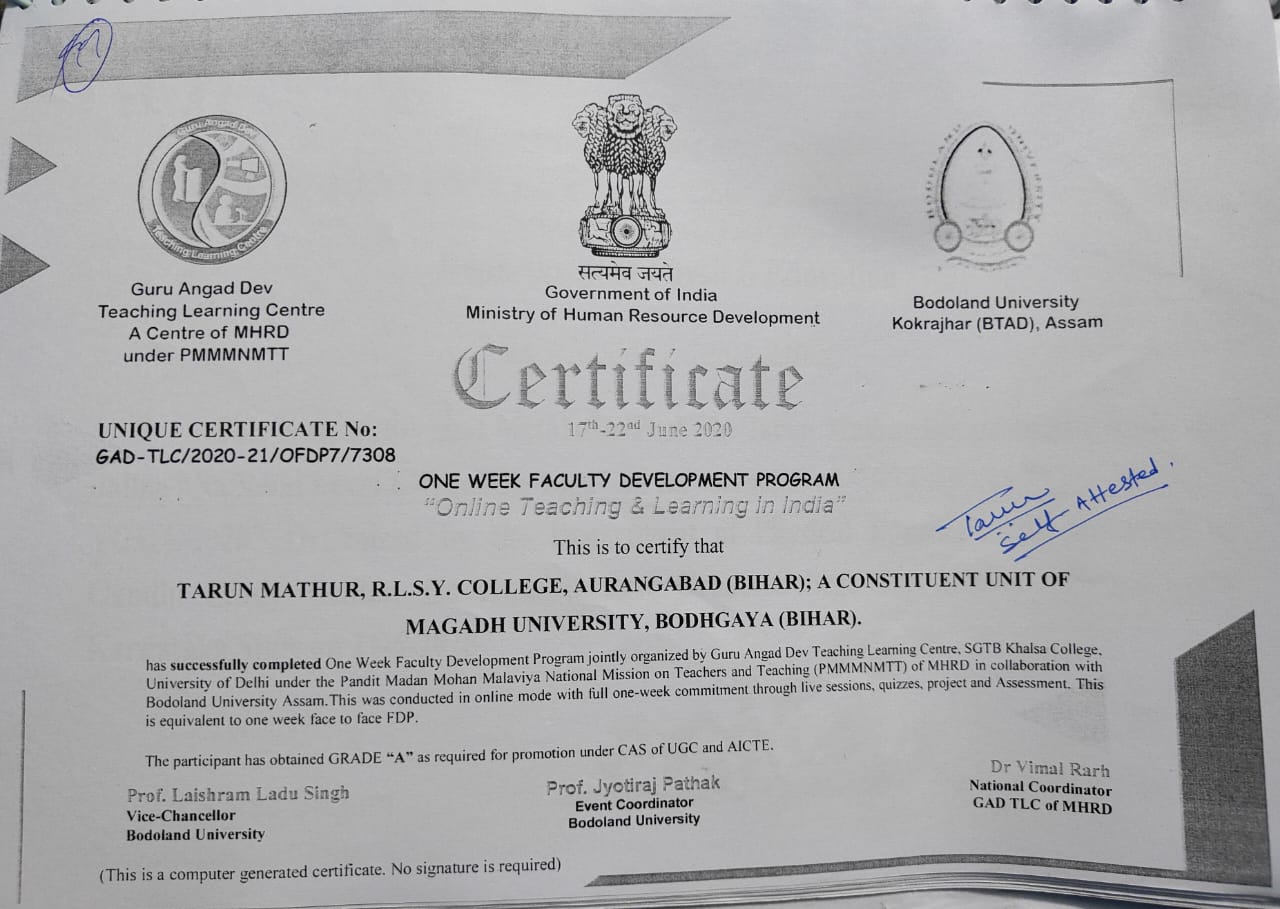 Guru Angad Dev
Teaching Learning Centre
सत्यमेव जयते
Guru Angad Dev
Teaching Learning Centre
A Centre of MHRD
under PMMMNMTT
Government of India
Ministry of Human Resource Development
BODOLAND UNIVERSITY
Bodoland University
Kokrajhar (BTAD), Assam
Certificate
17th-22nd June 2020
UNIQUE CERTIFICATE No:
GAD-TLC/2020-21/OFDP7/7308
ONE WEEK FACULTY DEVELOPMENT PROGRAM
“Online Teaching & Learning in India”
Tarun
Self Attested.
This is to certify that
TARUN MATHUR, R.L.S.Y. COLLEGE, AURANGABAD (BIHAR); A CONSTITUENT UNIT OF
MAGADH UNIVERSITY, BODHGAYA (BIHAR).
has successfully completed One Week Faculty Development Program jointly organized by Guru Angad Dev Teaching Learning Centre, SGTB Khalsa College,
University of Delhi under the Pandit Madan Mohan Malaviya National Mission on Teachers and Teaching (PMMMNMTT) of MHRD in collaboration with
Bodoland University Assam.This was conducted in online mode with full one-week commitment through live sessions, quizzes, project and Assessment. This
is equivalent to one week face to face FDP.
The participant has obtained GRADE “A” as required for promotion under CAS of UGC and AICTE.
Prof. Laishram Ladu Singh
Vice-Chancellor
Bodoland University
Prof. Jyotiraj Pathak
Event Coordinator
Bodoland University
Dr Vimal Rarh
National Coordinator
GAD TLC of MHRD
(This is a computer generated certificate. No signature is required)